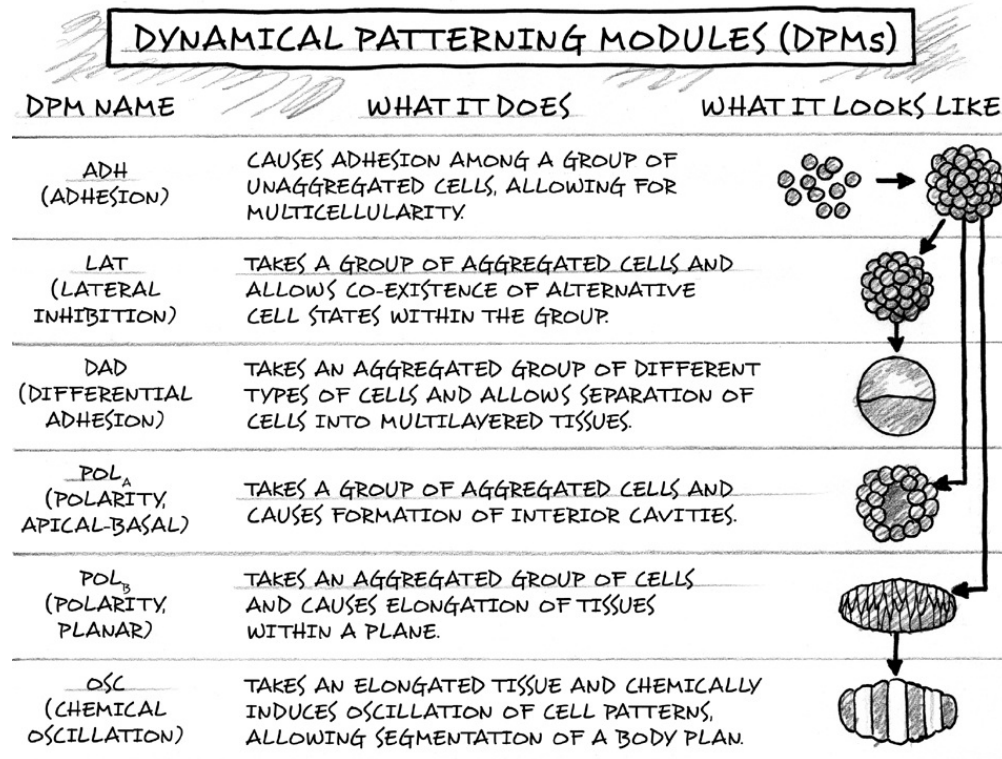 DYNAMICAL PATTERNING MODULES (DPMs)
DPM NAME
WHAT IT DOES
WHAT IT LOOKS LIKE
ADH
(ADHESION)
CAUSES ADHESION AMONG A GROUP OF
UNAGGREGATED CELLS, ALLOWING FOR
MULTICELLULARITY.
LAT
(LATERAL
INHIBITION)
TAKES A GROUP OF AGGREGATED CELLS AND
ALLOWS CO-EXISTENCE OF ALTERNATIVE
CELL STATES WITHIN THE GROUP.
DAD
(DIFFERENTIAL
ADHESION)
TAKES AN AGGREGATED GROUP OF DIFFERENT
TYPES OF CELLS AND ALLOWS SEPARATION OF
CELLS INTO MULTILAYERED TISSUES.
POLA
(POLARITY,
APICAL-BASAL)
TAKES A GROUP OF AGGREGATED CELLS AND
CAUSES FORMATION OF INTERIOR CAVITIES.
POLB
(POLARITY,
PLANAR)
TAKES AN AGGREGATED GROUP OF CELLS
AND CAUSES ELONGATION OF TISSUES
WITHIN A PLANE.
OSC
(CHEMICAL
OSCILLATION)
TAKES AN ELONGATED TISSUE AND CHEMICALLY
INDUCES OSCILLATION OF CELL PATTERNS,
ALLOWING SEGMENTATION OF A BODY PLAN.